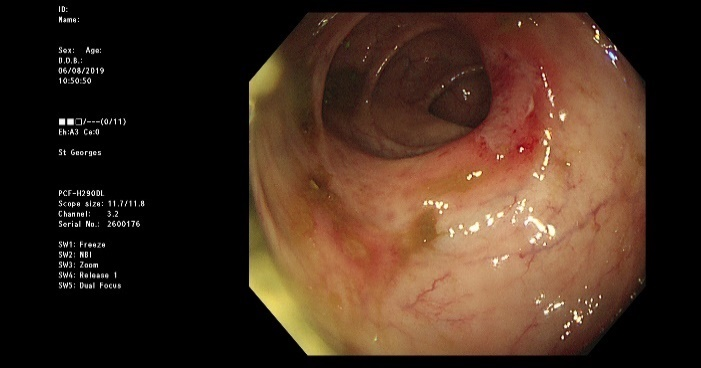 ID:
Name:
Sex: Age:
D.O.B.:
06/08/2019
10:50:50
■■□/---(0/11)
Eh:A3 Ce:0
St Georges
PCF-H290DL
Scope size: 11.7/11.8
Channel: 3.2
Serial No.: 2600176
SW1: Freeze
SW2: NBI
SW3: Zoom
SW4: Release 1
SW5: Dual Focus